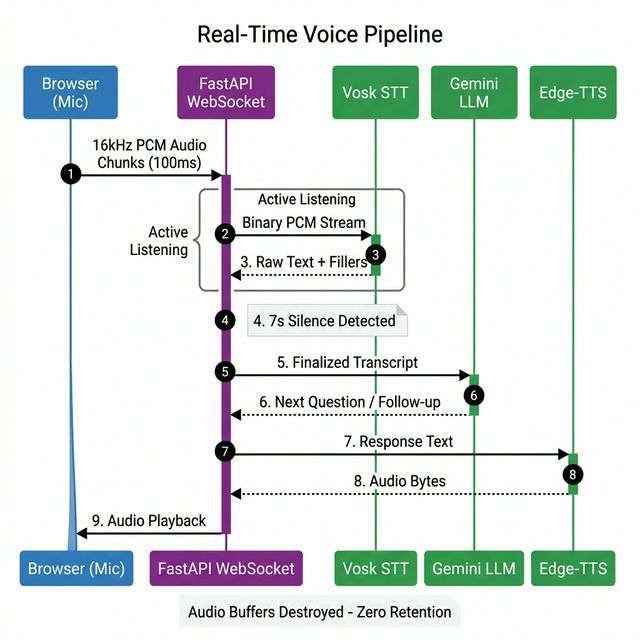 Real-Time Voice Pipeline
Browser
(Mic)
FastAPI
WebSocket
Vosk STT
Gemini
LLM
Edge-TTS
16kHz PCM Audio
Chunks (100ms)
1
Active Listening
Active
Listening
Binary PCM Stream
2
3. Raw Text + Fillers
3
4
4. 7s Silence Detected
5. Finalized Transcript
5
6. Next Question / Follow-up
6
7. Response Text
7
8. Audio Bytes
8
9. Audio Playback
Browser (Mic)
FastAPI WebSocket
Vosk STT
Gemini LLM
Edge-TTS
Audio Buffers Destroyed - Zero Retention